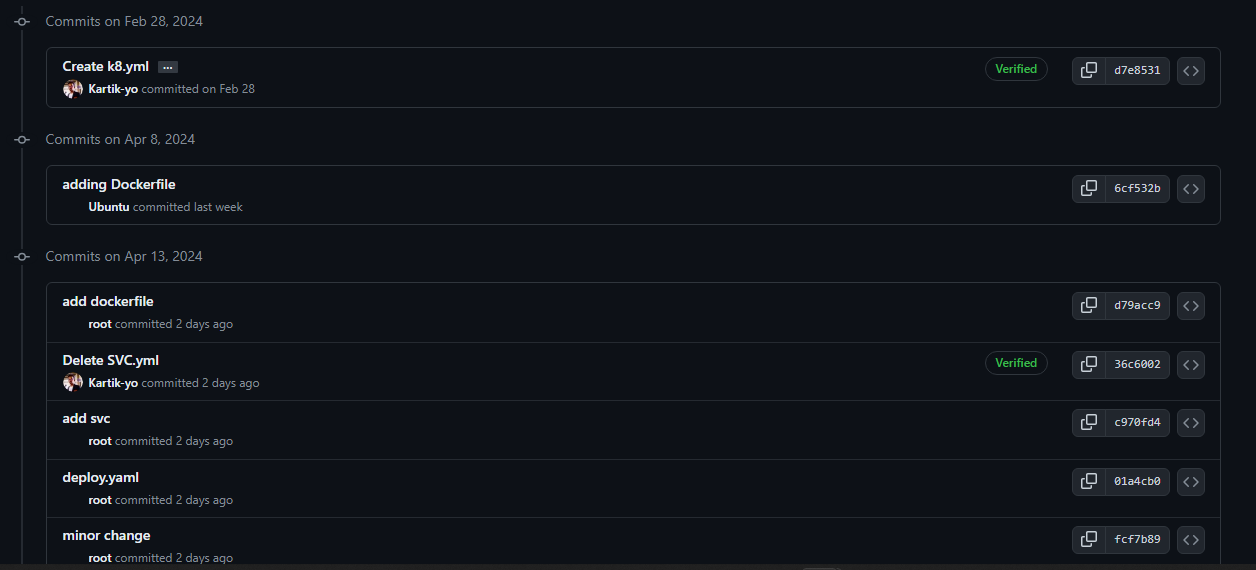 Commits on Feb 28, 2024
Create k8.yml ...
Verified
d7e8531
Kartik-yo committed on Feb 28
Commits on Apr 8, 2024
adding Dockerfile
6cf532b
Ubuntu committed last week
Commits on Apr 13, 2024
add dockerfile
d79acc9
root committed 2 days ago
Delete SVC.yml
Verified
36c6002
Kartik-yo committed 2 days ago
add svc
c970fd4
root committed 2 days ago
deploy.yaml
01a4cb0
root committed 2 days ago
minor change
fcf7b89
root committed 2 days ago